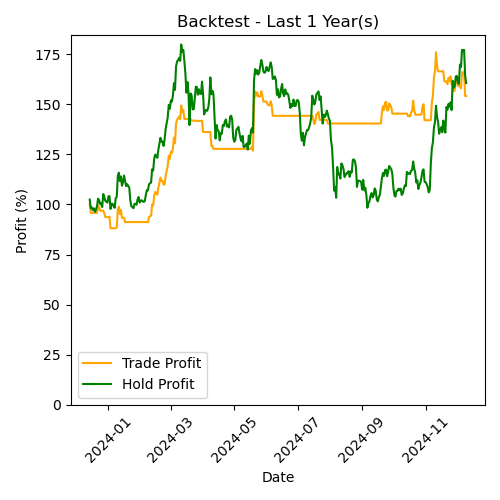 Backtest - Last 1 Year(s)
Profit (%)
175
150
125
100
75
50
25
0
Trade Profit
Hold Profit
2024-01
2024-03
2024-05
2024-07
2024-09
2024-11
Date